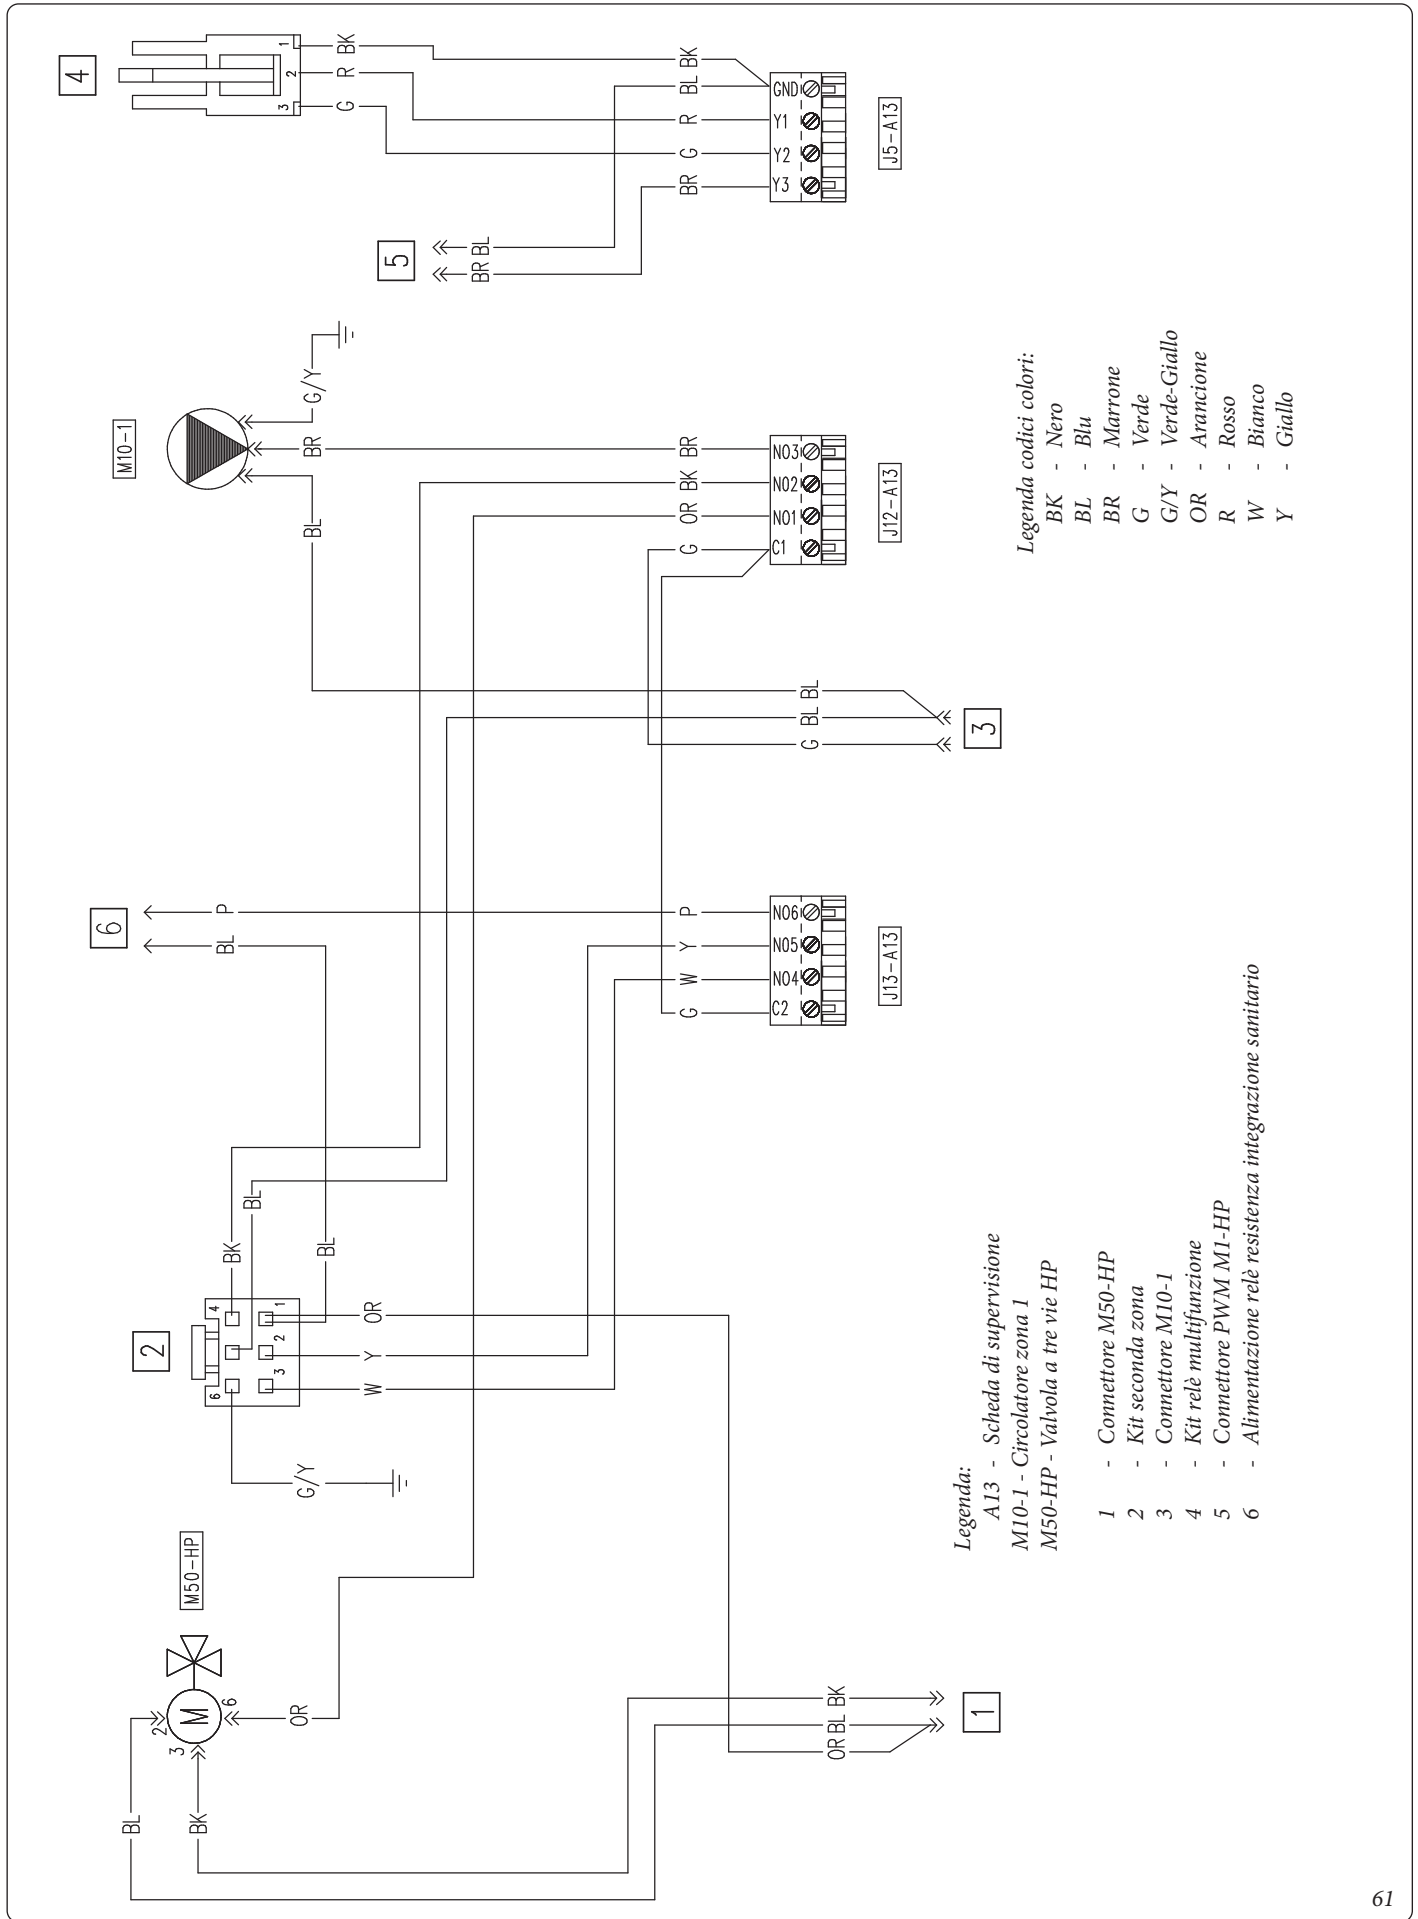 M50-HP
M
2
3
6
BL
BK
OR
G/Y
2
6
4
3
2
1
BK
BL
BL
W
Y
OR
6
BL
P
M10-1
BL
BR
G/Y
4
3
2
1
G
R
BK
5
BR
BL
OR
BL
BK
1
G
W
Y
P
C2
NO4
NO5
NO6
J13-A13
G
BL
BL
3
G
OR
BK
BR
C1
NO1
NO2
NO3
J12-A13
BR
G
R
BL
BK
Y3
Y2
Y1
GND
J5-A13
Legenda:
A13 - Scheda di supervisione
M10-1 - Circolatore zona 1
M50-HP - Valvola a tre vie HP
1 - Connettore M50-HP
2 - Kit seconda zona
3 - Connettore M10-1
4 - Kit relè multifunzione
5 - Connettore PWM M1-HP
6 - Alimentazione relè resistenza integrazione sanitario
Legenda codici colori:
BK - Nero
BL - Blu
BR - Marrone
G - Verde
G/Y - Verde-Giallo
OR - Arancione
R - Rosso
W - Bianco
Y - Giallo
61